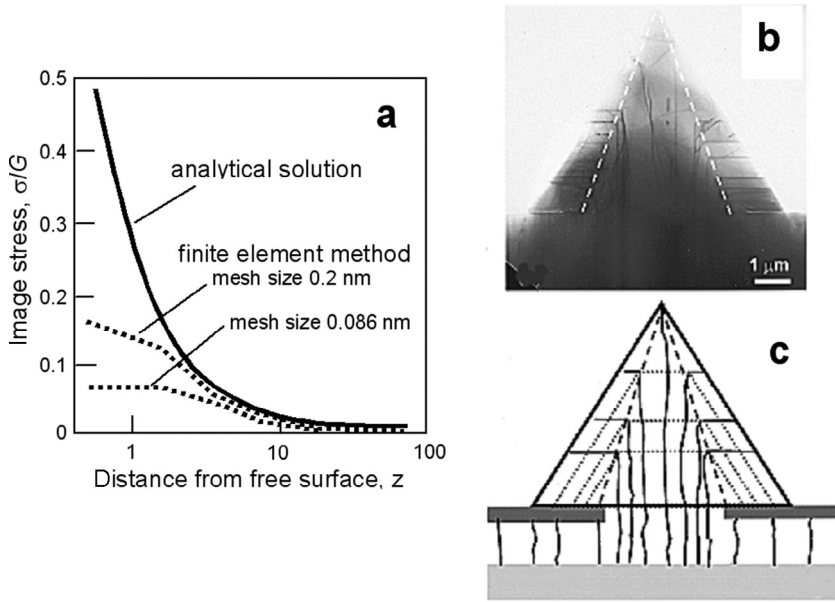 a
0.5
0.4
0.3
0.2
0.1
0
Image stress, σ/G
analytical solution
finite element method
mesh size 0.2 nm
mesh size 0.086 nm
1
10
100
Distance from free surface, z
b
1 μm
c